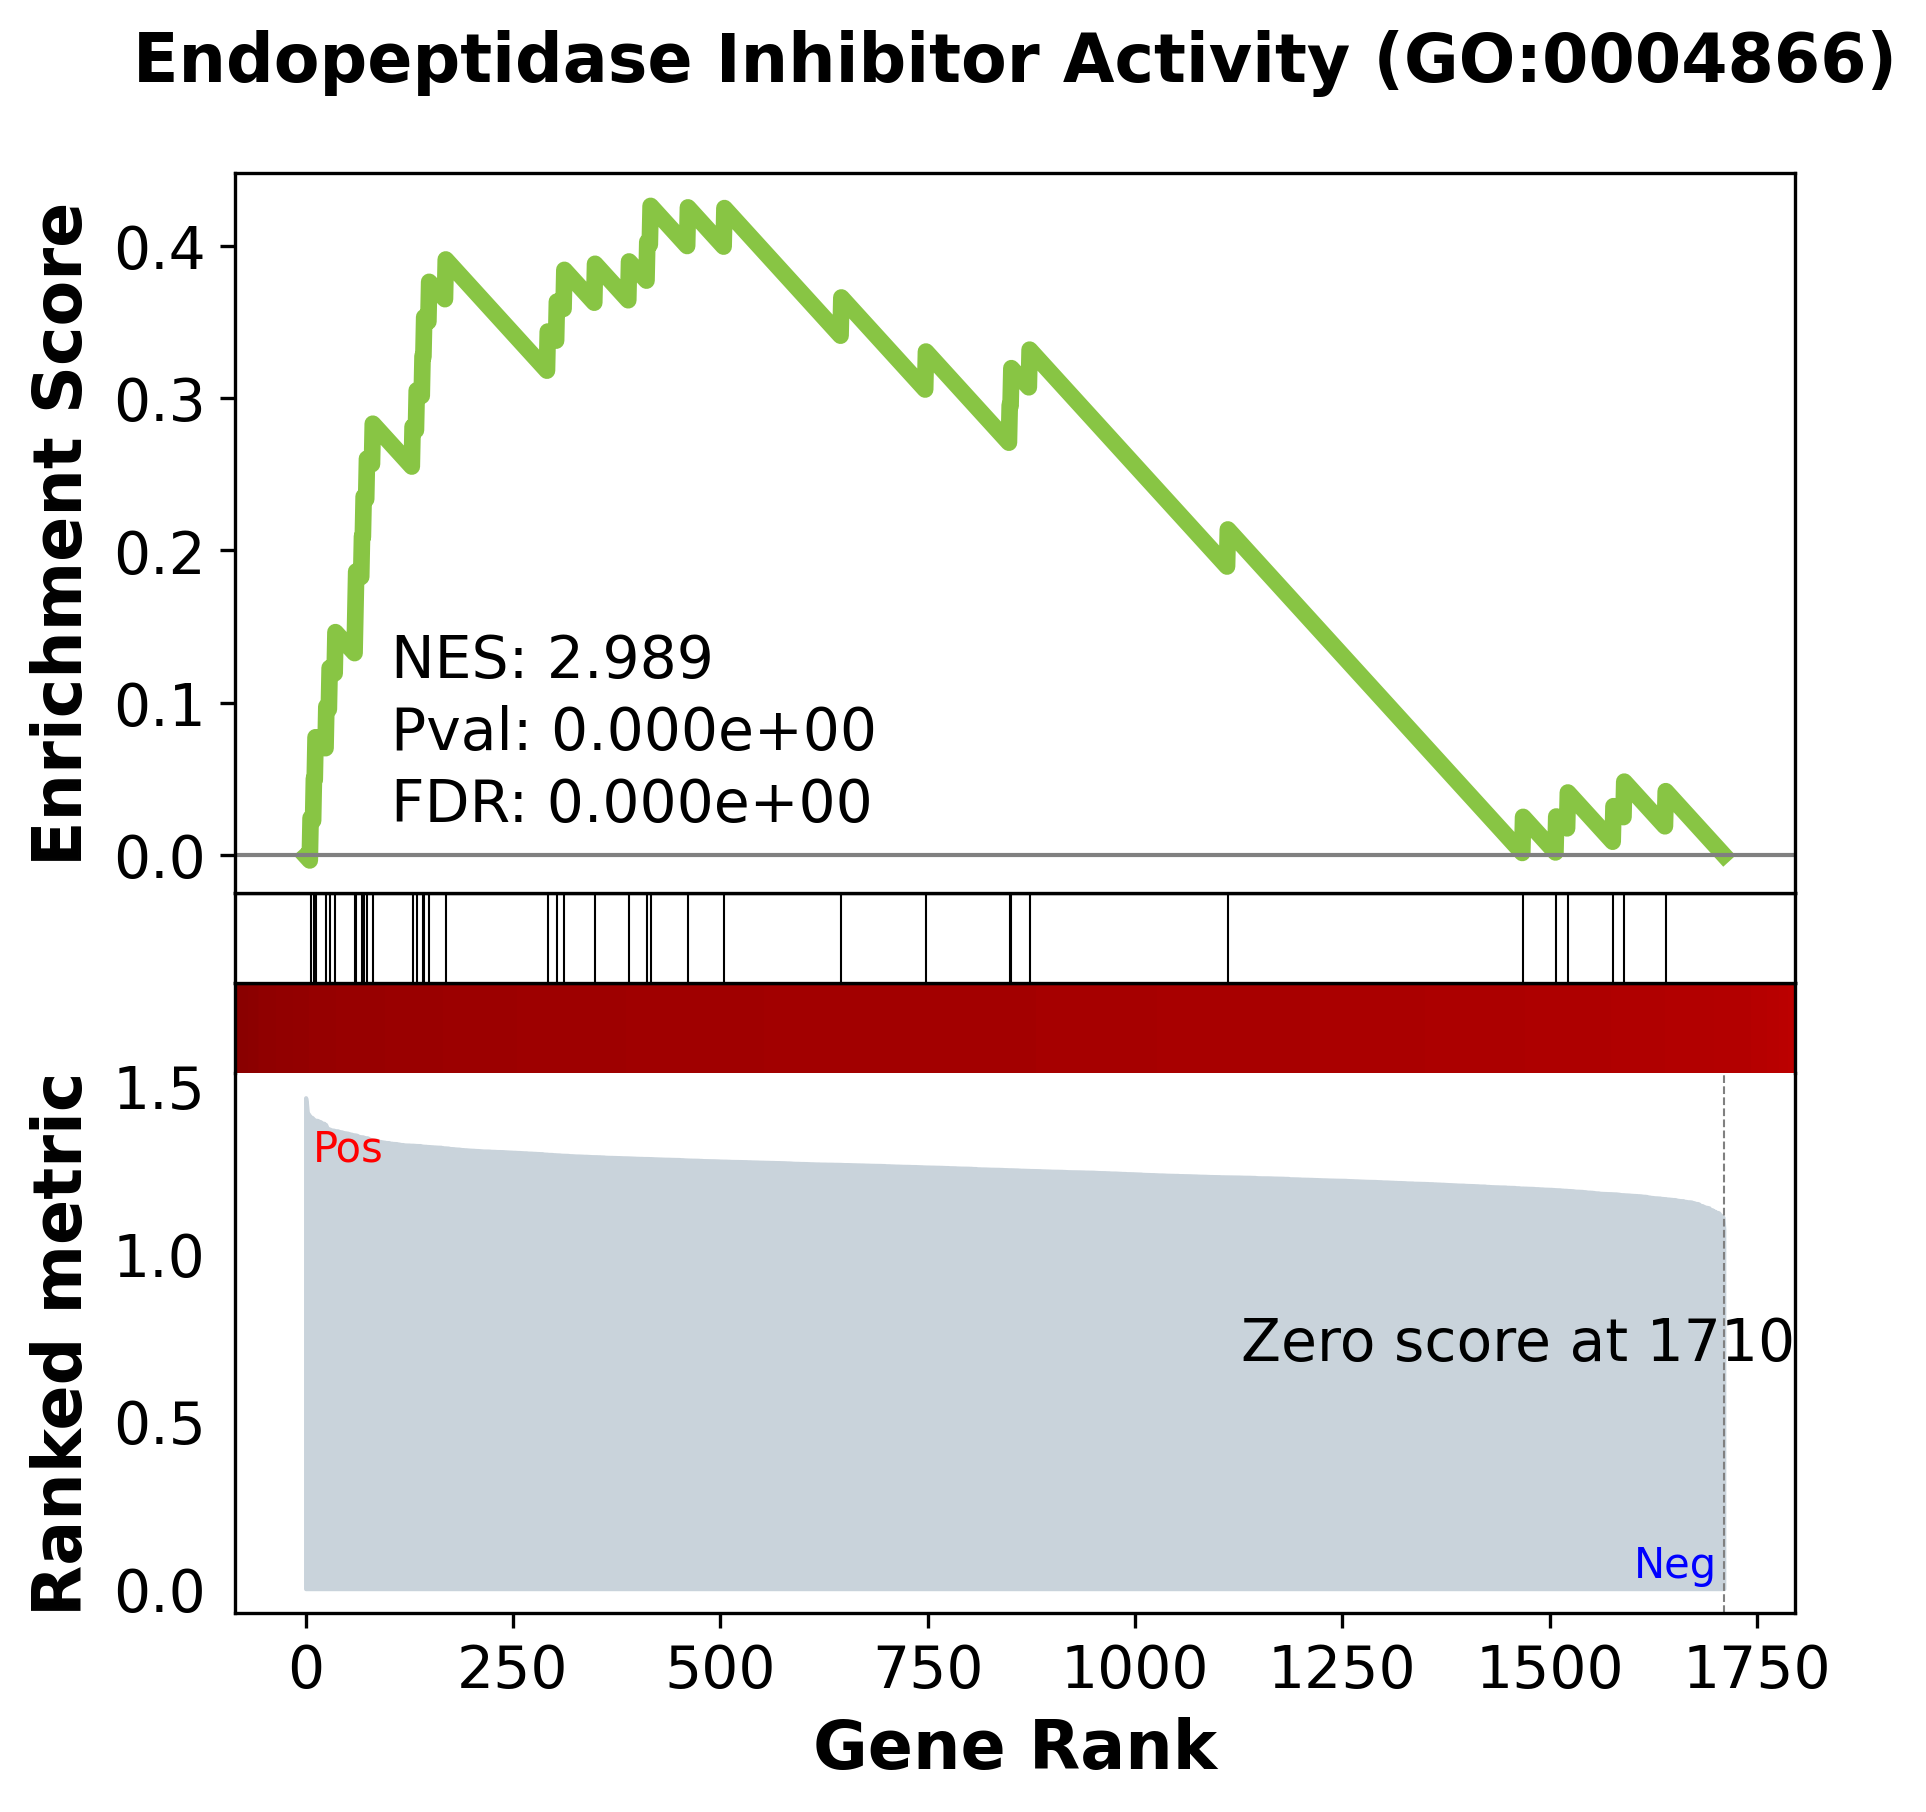 Endopeptidase Inhibitor Activity (GO:0004866)
Enrichment Score
0.4
0.3
0.2
0.1
0.0
NES: 2.989
Pval: 0.000e+00
FDR: 0.000e+00
Ranked metric
1.5
1.0
0.5
0.0
Pos
Zero score at 1710
Neg
0 250 500 750 1000 1250 1500 1750
Gene Rank